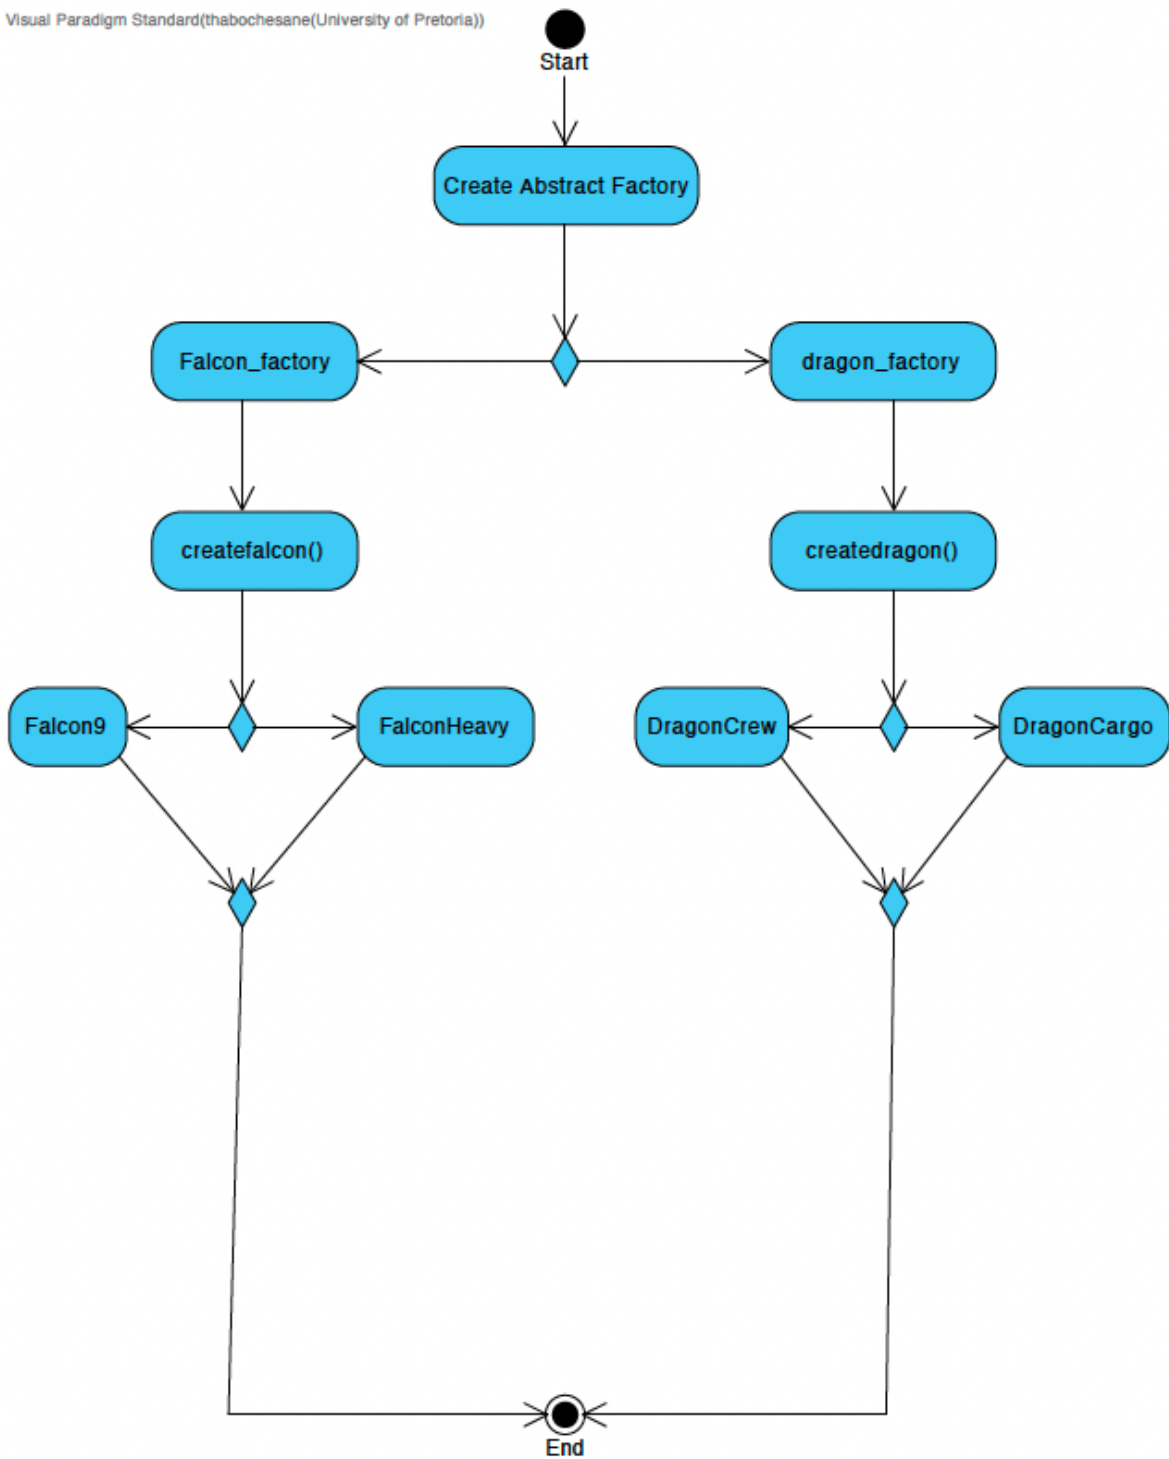 Visual Paradigm Standard(thabochesane(University of Pretoria))
Start
Create Abstract Factory
Falcon_factory
dragon_factory
createfalcon()
createdragon()
Falcon9
FalconHeavy
DragonCrew
DragonCargo
End